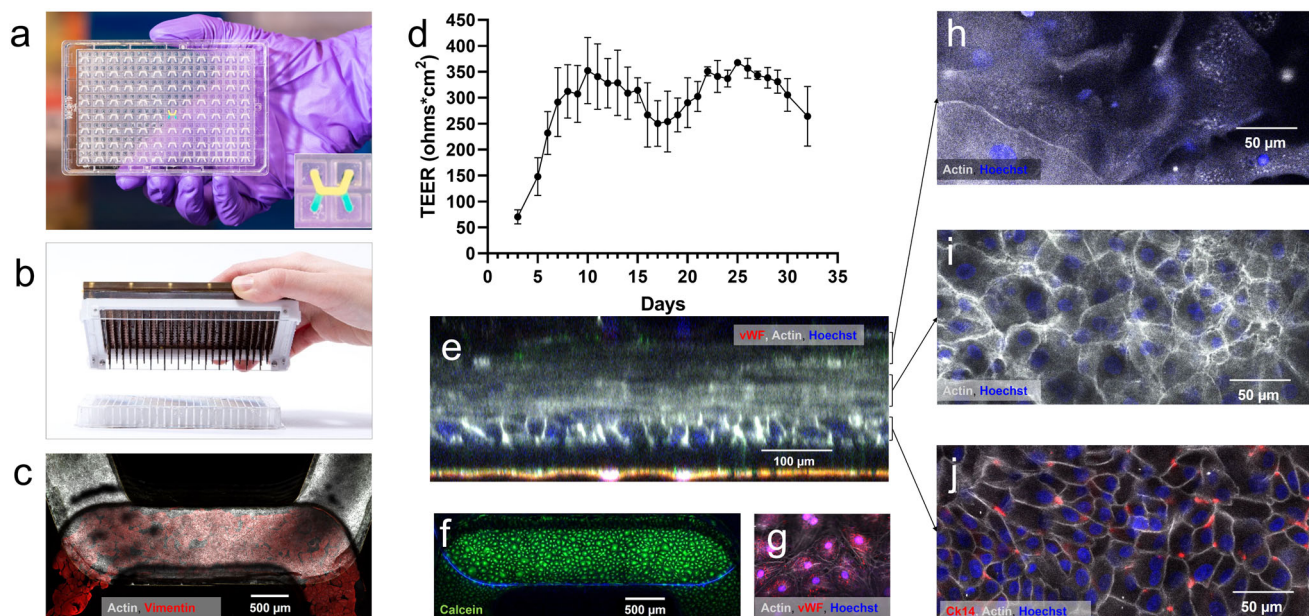 a
b
c
Actin, Vimentin
500 µm
d
TEER (ohms*cm²)
450
400
350
300
250
200
150
100
50
0
0 5 10 15 20 25 30 35
Days
e
vWF, Actin, Hoechst
100 µm
f
Calcein
500 µm
g
Actin, vWF, Hoechst
h
Actin, Hoechst
50 µm
i
Actin, Hoechst
50 µm
j
Ck14, Actin, Hoechst
50 µm